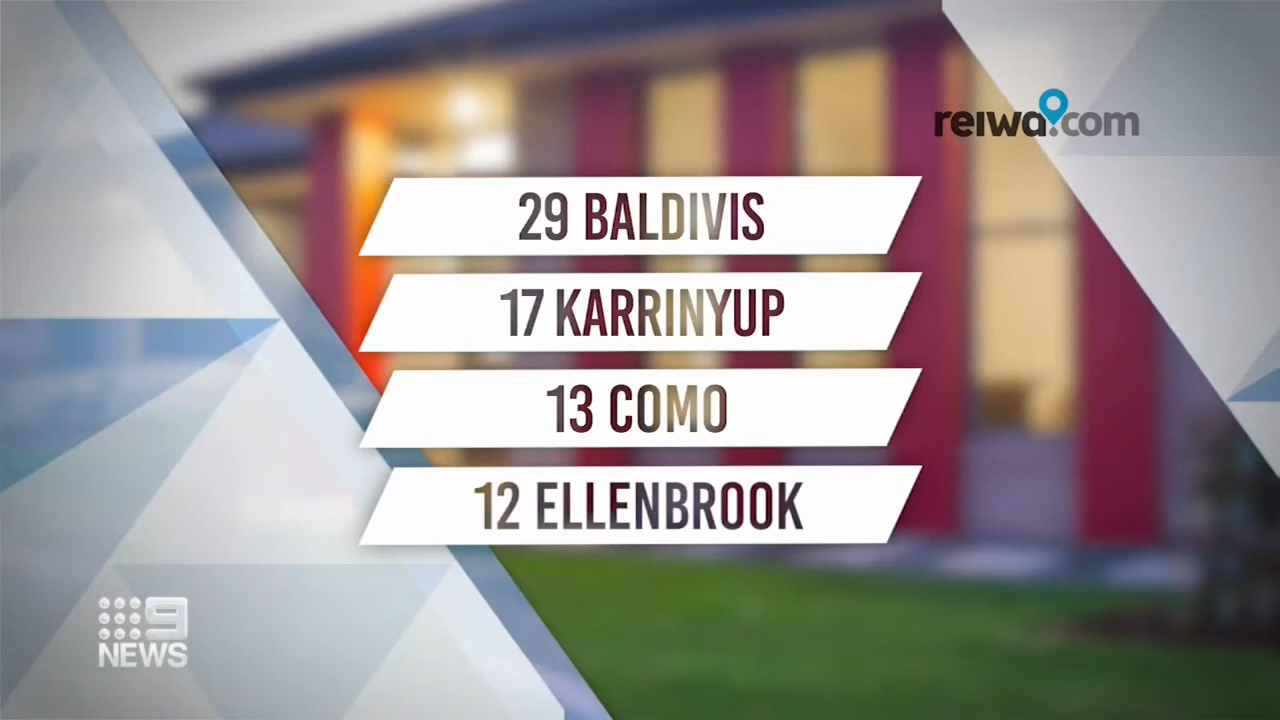 reiwa.com
29 BALDIVIS
17 KARRINYUP
13 COMO
12 ELLENBROOK
9
NEWS